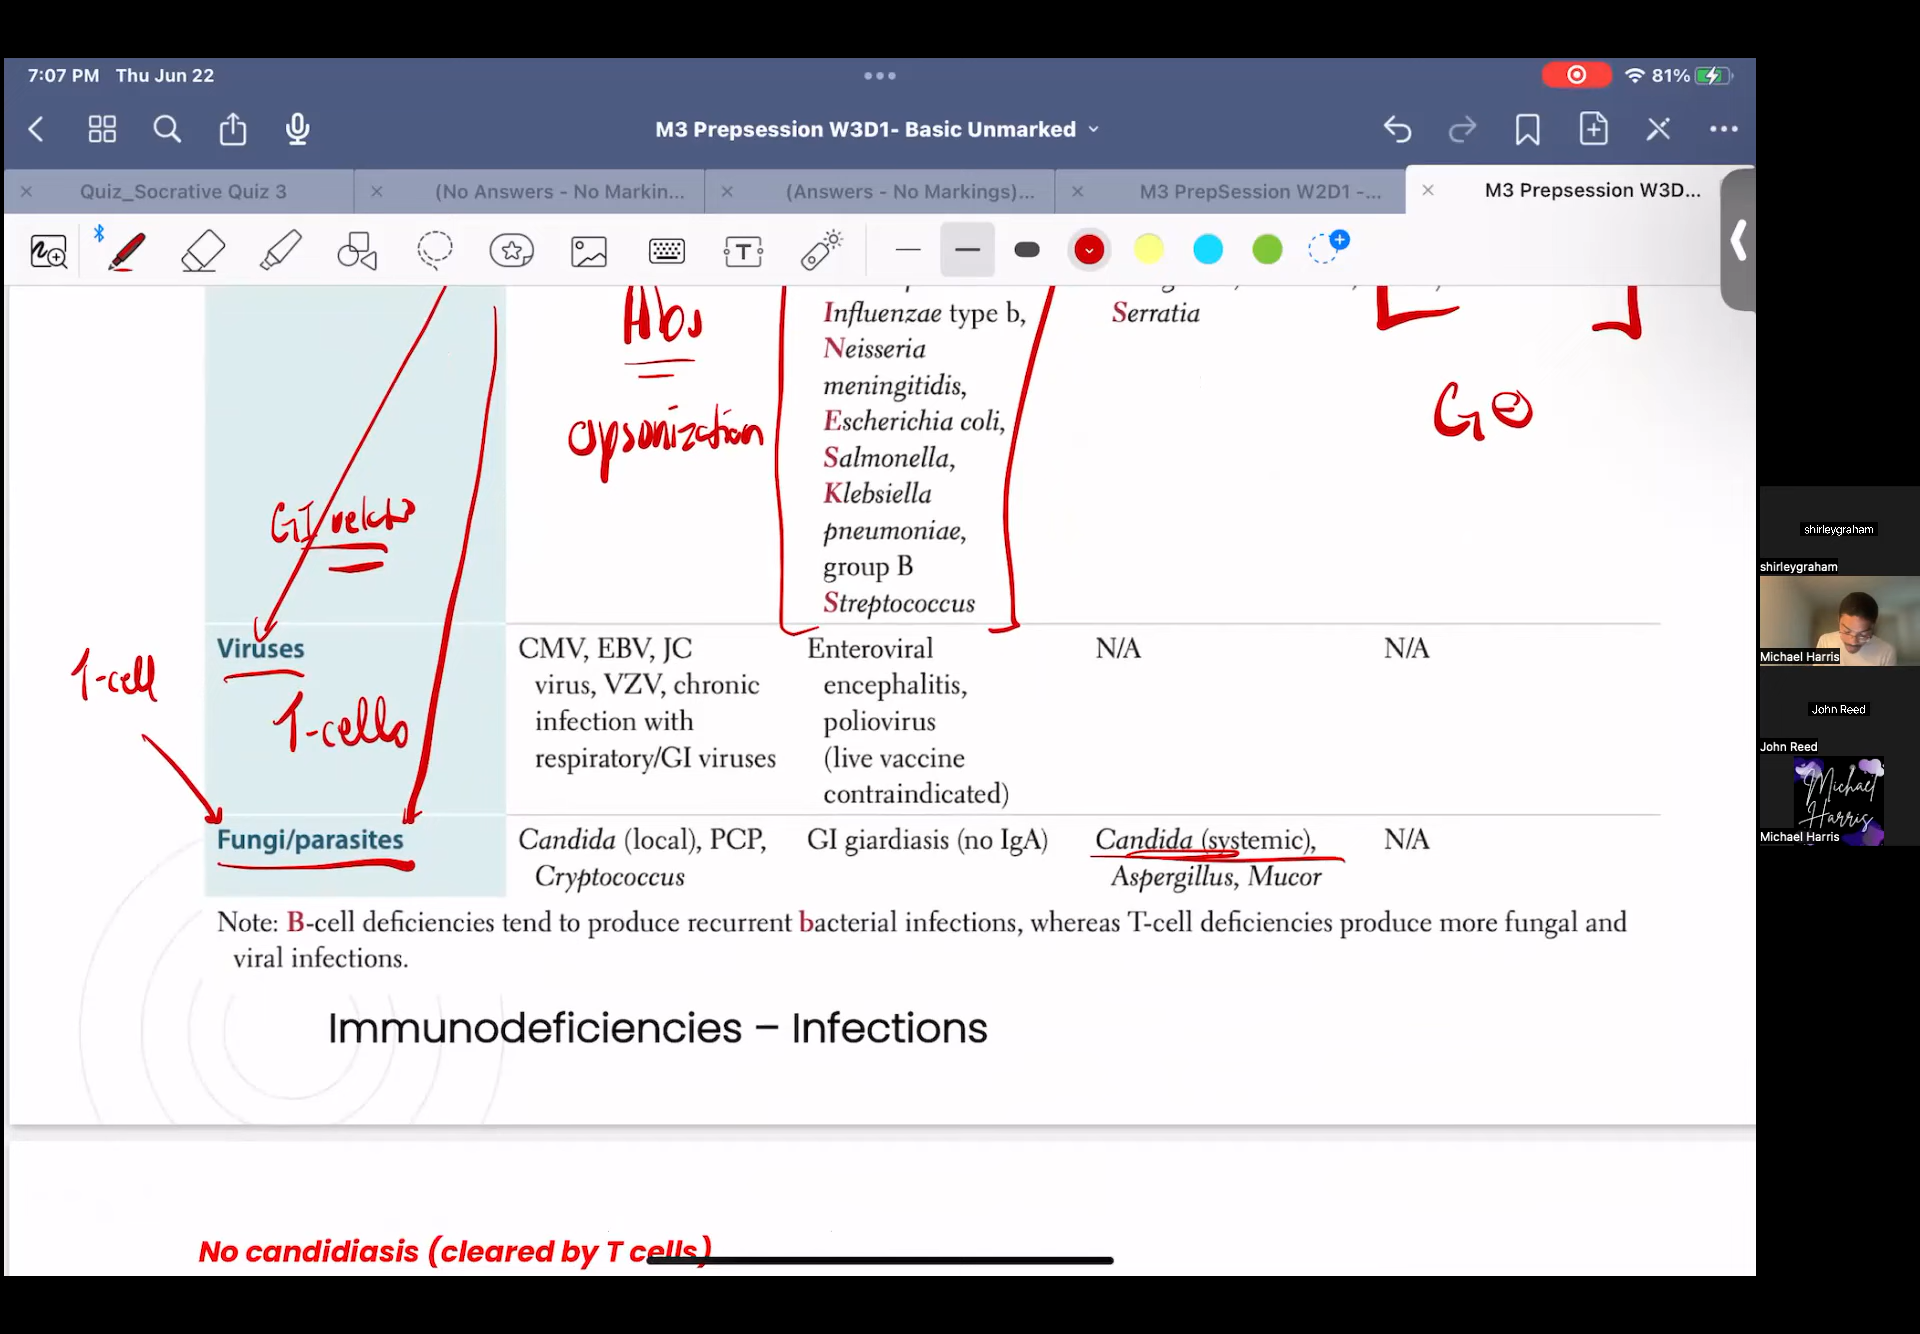 7:07 PM Thu Jun 22
81%
M3 Prepsession W3D1- Basic Unmarked
Quiz_Socrative Quiz 3
(No Answers - No Markin...
(Answers - No Markings)...
M3 PrepSession W2D1 -...
M3 Prepsession W3D...
T
Abs
opsonization
Influenzae type b,
Neisseria
meningitidis,
Escherichia coli,
Salmonella,
Klebsiella
pneumoniae,
group B
Streptococcus
Serratia
G⊖
GI
T-cell
Viruses
T-cells
CMV, EBV, JC
virus, VZV, chronic
infection with
respiratory/GI viruses
Enteroviral
encephalitis,
poliovirus
(live vaccine
contraindicated)
N/A
N/A
Fungi/parasites
Candida (local), PCP,
Cryptococcus
GI giardiasis (no IgA)
Candida (systemic),
Aspergillus, Mucor
N/A
Note: B-cell deficiencies tend to produce recurrent bacterial infections, whereas T-cell deficiencies produce more fungal and
viral infections.
Immunodeficiencies – Infections
No candidiasis (cleared by T cells)
shirleygraham
shirleygraham
Michael Harris
John Reed
John Reed
Michael
Harris
Michael Harris